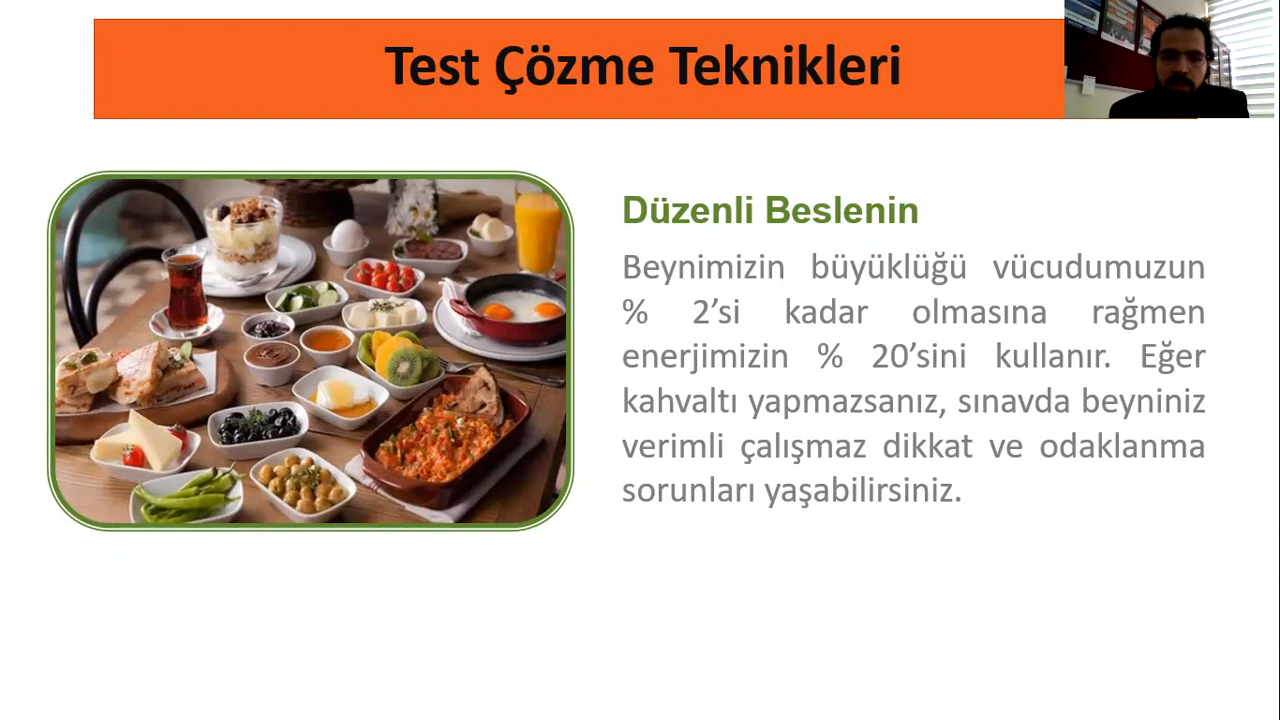 Test Çözme Teknikleri
Düzenli Beslenin
Beynimizin büyüklüğü vücudumuzun
% 2’si kadar olmasına rağmen
enerjimizin % 20’sini kullanır. Eğer
kahvaltı yapmazsanız, sınavda beyniniz
verimli çalışmaz dikkat ve odaklanma
sorunları yaşabilirsiniz.